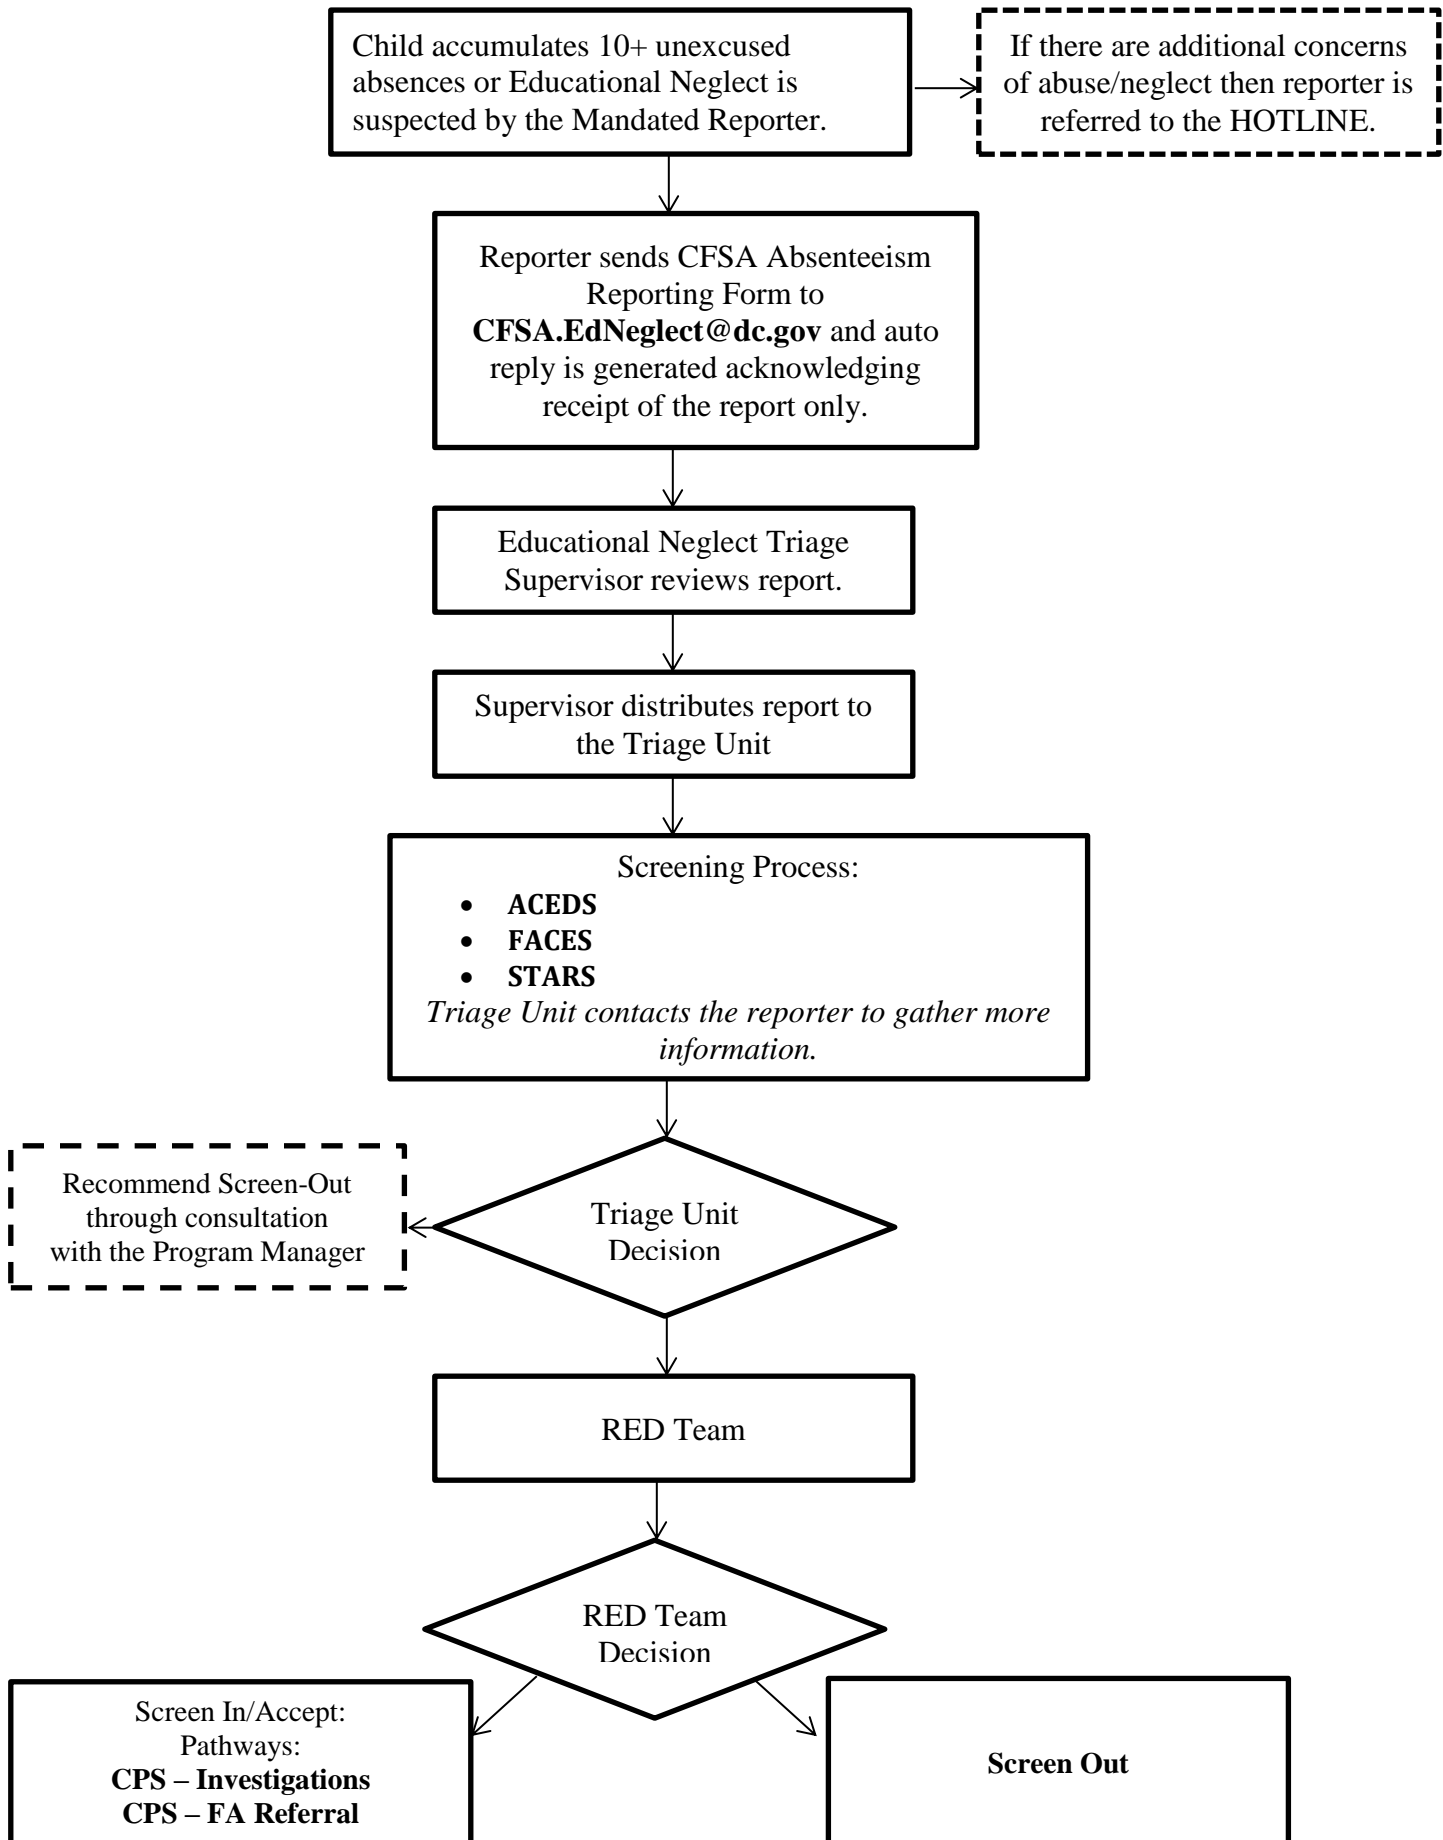 Child accumulates 10+ unexcused
absences or Educational Neglect is
suspected by the Mandated Reporter.
If there are additional concerns
of abuse/neglect then reporter is
referred to the HOTLINE.
Reporter sends CFSA Absenteeism
Reporting Form to
CFSA.EdNeglect@dc.gov and auto
reply is generated acknowledging
receipt of the report only.
Educational Neglect Triage
Supervisor reviews report.
Supervisor distributes report to
the Triage Unit
Screening Process:
• ACEDS
• FACES
• STARS
Triage Unit contacts the reporter to gather more
information.
Recommend Screen-Out
through consultation
with the Program Manager
Triage Unit
Decision
RED Team
RED Team
Decision
Screen In/Accept:
Pathways:
CPS – Investigations
CPS – FA Referral
Screen Out